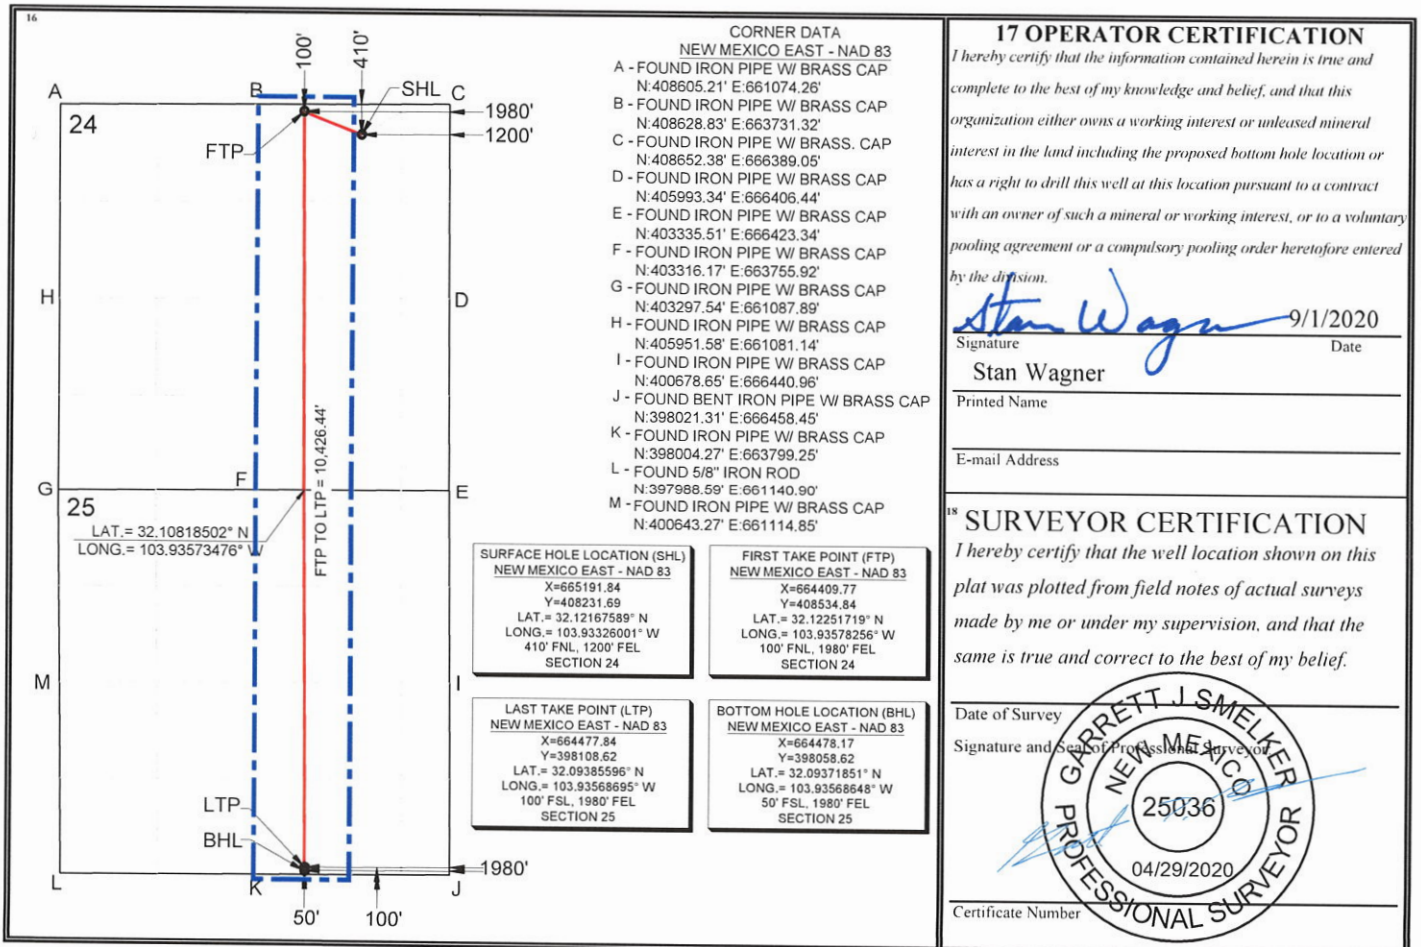 16
100'
410'
A
B
SHL
C
1980'
1200'
24
FTP
H
D
FTP TO LTP = 10,426.44'
F
G
E
25
LAT.= 32.10818502° N
LONG.= 103.93573476° W
M
I
LTP
BHL
1980'
L
K
J
50'
100'
CORNER DATA
NEW MEXICO EAST - NAD 83
A - FOUND IRON PIPE W/ BRASS CAP
N:408605.21' E:661074.26'
B - FOUND IRON PIPE W/ BRASS CAP
N:408628.83' E:663731.32'
C - FOUND IRON PIPE W/ BRASS. CAP
N:408652.38' E:666389.05'
D - FOUND IRON PIPE W/ BRASS CAP
N:405993.34' E:666406.44'
E - FOUND IRON PIPE W/ BRASS CAP
N:403335.51' E:666423.34'
F - FOUND IRON PIPE W/ BRASS CAP
N:403316.17' E:663755.92'
G - FOUND IRON PIPE W/ BRASS CAP
N:403297.54' E:661087.89'
H - FOUND IRON PIPE W/ BRASS CAP
N:405951.58' E:661081.14'
I - FOUND IRON PIPE W/ BRASS CAP
N:400678.65' E:666440.96'
J - FOUND BENT IRON PIPE W/ BRASS CAP
N:398021.31' E:666458.45'
K - FOUND IRON PIPE W/ BRASS CAP
N:398004.27' E:663799.25'
L - FOUND 5/8" IRON ROD
N:397988.59' E:661140.90'
M - FOUND IRON PIPE W/ BRASS CAP
N:400643.27' E:661114.85'
SURFACE HOLE LOCATION (SHL)
NEW MEXICO EAST - NAD 83
X=665191.84
Y=408231.69
LAT.= 32.12167589° N
LONG.= 103.93326001° W
410' FNL, 1200' FEL
SECTION 24
FIRST TAKE POINT (FTP)
NEW MEXICO EAST - NAD 83
X=664409.77
Y=408534.84
LAT.= 32.12251719° N
LONG.= 103.93578256° W
100' FNL, 1980' FEL
SECTION 24
LAST TAKE POINT (LTP)
NEW MEXICO EAST - NAD 83
X=664477.84
Y=398108.62
LAT.= 32.09385596° N
LONG.= 103.93568695° W
100' FSL, 1980' FEL
SECTION 25
BOTTOM HOLE LOCATION (BHL)
NEW MEXICO EAST - NAD 83
X=664478.17
Y=398058.62
LAT.= 32.09371851° N
LONG.= 103.93568648° W
50' FSL, 1980' FEL
SECTION 25
17 OPERATOR CERTIFICATION
I hereby certify that the information contained herein is true and
complete to the best of my knowledge and belief, and that this
organization either owns a working interest or unleased mineral
interest in the land including the proposed bottom hole location or
has a right to drill this well at this location pursuant to a contract
with an owner of such a mineral or working interest, or to a voluntary
pooling agreement or a compulsory pooling order heretofore entered
by the division.
Stan Wagner 9/1/2020
Signature Date
Stan Wagner
Printed Name
E-mail Address
18 SURVEYOR CERTIFICATION
I hereby certify that the well location shown on this
plat was plotted from field notes of actual surveys
made by me or under my supervision, and that the
same is true and correct to the best of my belief.
Date of Survey
Signature and Seal of Professional Surveyor:
GARRETT J SMELKER
NEW MEXICO
25036
04/29/2020
PROFESSIONAL SURVEYOR
Certificate Number